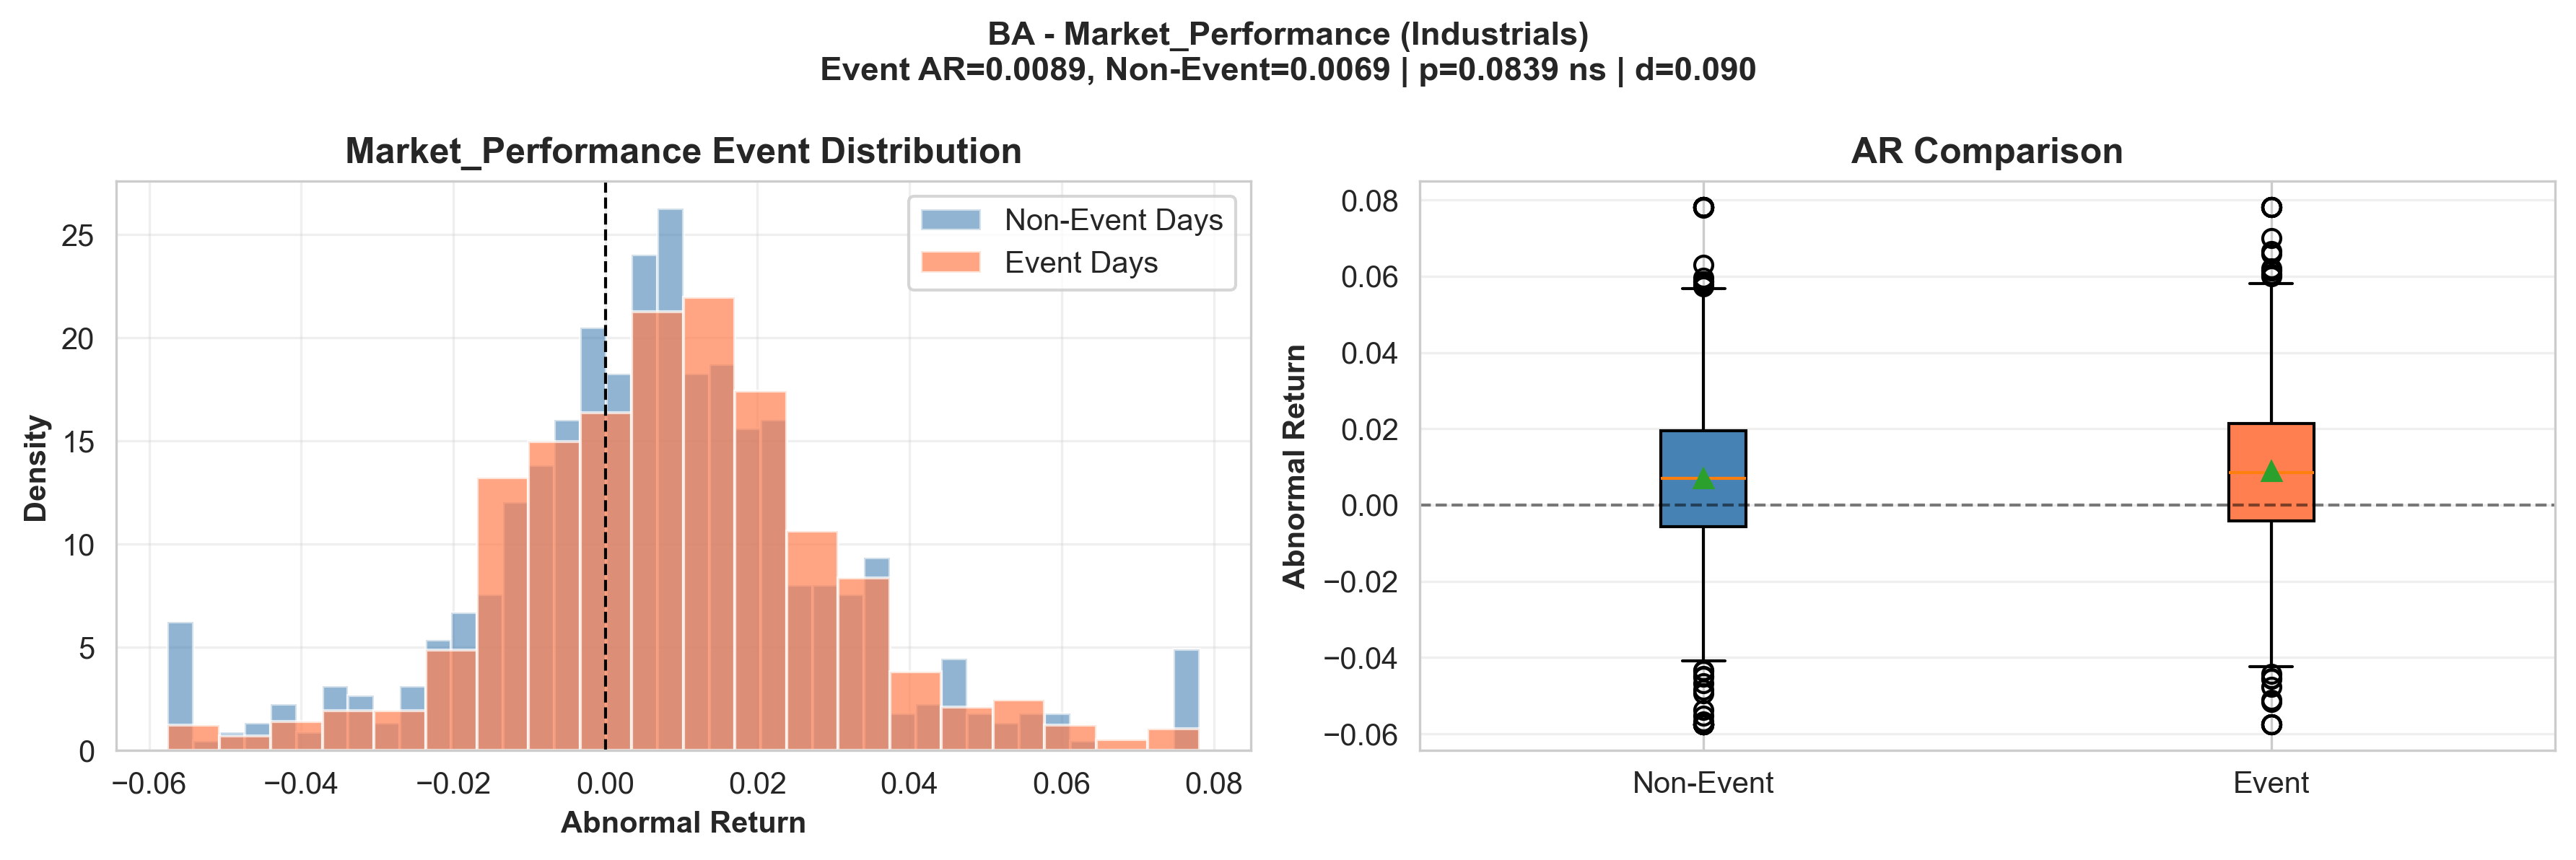 BA - Market_Performance (Industrials)
Event AR=0.0089, Non-Event=0.0069 | p=0.0839 ns | d=0.090
Market_Performance Event Distribution
Non-Event Days
Event Days
Density
25
20
15
10
5
0
−0.06
−0.04
−0.02
0.00
0.02
0.04
0.06
0.08
Abnormal Return
AR Comparison
Abnormal Return
0.08
0.06
0.04
0.02
0.00
−0.02
−0.04
−0.06
Non-Event
Event